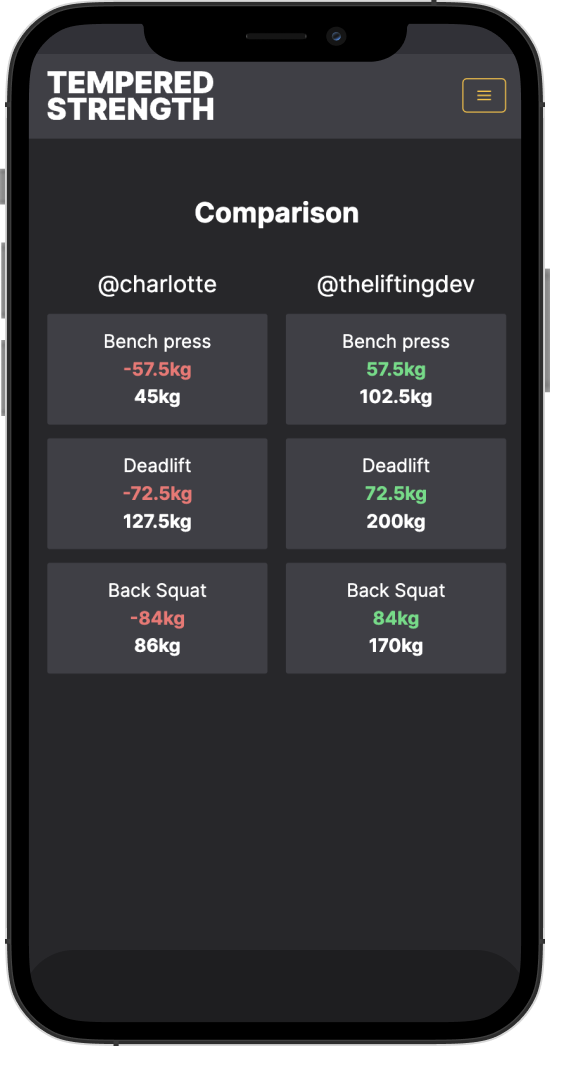 TEMPERED
STRENGTH
Comparison
@charlotte
@theliftingdev
Bench press
-57.5kg
45kg
Bench press
57.5kg
102.5kg
Deadlift
-72.5kg
127.5kg
Deadlift
72.5kg
200kg
Back Squat
-84kg
86kg
Back Squat
84kg
170kg